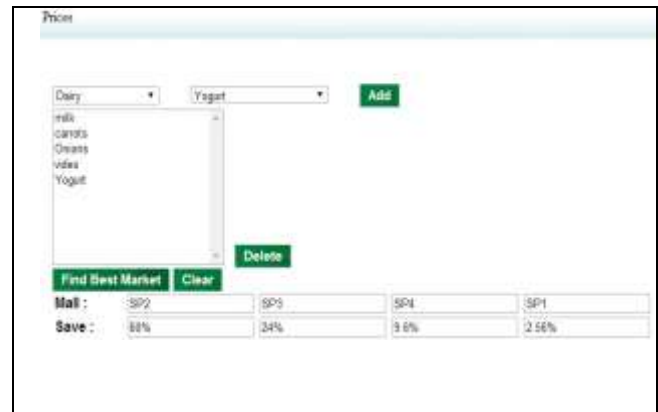 Prices
Dairy Yogurt Add
milk
carrots
Onions
video
Yogurt
Delete
Find Best Market Clear
Mall : SP2 SP3 SP4 SP1
Save : 24% 9.6% 2.56%